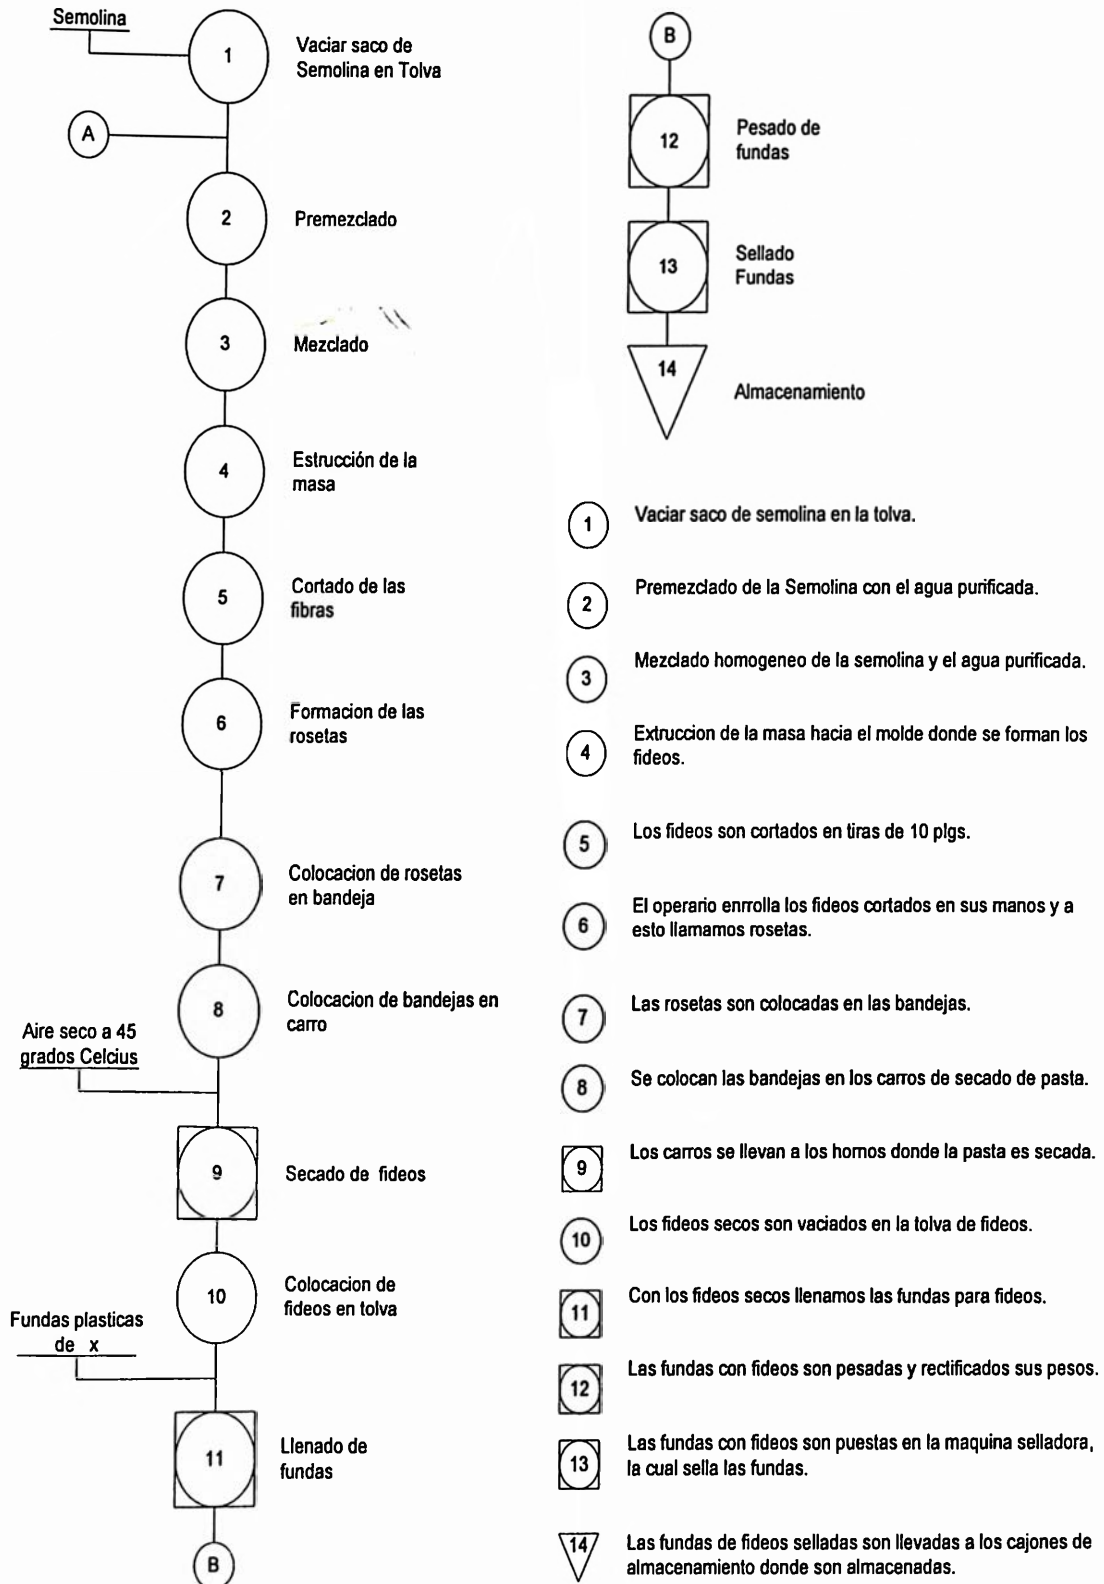 Semolina
1
Vaciar saco de
Semolina en Tolva
A
2
Premezclado
3
Mezclado
4
Estrucción de la
masa
5
Cortado de las
fibras
6
Formacion de las
rosetas
7
Colocacion de rosetas
en bandeja
8
Colocacion de bandejas en
carro
Aire seco a 45
grados Celcius
9
Secado de fideos
10
Colocacion de
fideos en tolva
Fundas plasticas
de x
11
Llenado de
fundas
B
B
12
Pesado de
fundas
13
Sellado
Fundas
14
Almacenamiento
1
Vaciar saco de semolina en la tolva.
2
Premezclado de la Semolina con el agua purificada.
3
Mezclado homogeneo de la semolina y el agua purificada.
4
Extruccion de la masa hacia el molde donde se forman los
fideos.
5
Los fideos son cortados en tiras de 10 plgs.
6
El operario enrrolla los fideos cortados en sus manos y a
esto llamamos rosetas.
7
Las rosetas son colocadas en las bandejas.
8
Se colocan las bandejas en los carros de secado de pasta.
9
Los carros se llevan a los hornos donde la pasta es secada.
10
Los fideos secos son vaciados en la tolva de fideos.
11
Con los fideos secos llenamos las fundas para fideos.
12
Las fundas con fideos son pesadas y rectificados sus pesos.
13
Las fundas con fideos son puestas en la maquina selladora,
la cual sella las fundas.
14
Las fundas de fideos selladas son llevadas a los cajones de
almacenamiento donde son almacenadas.